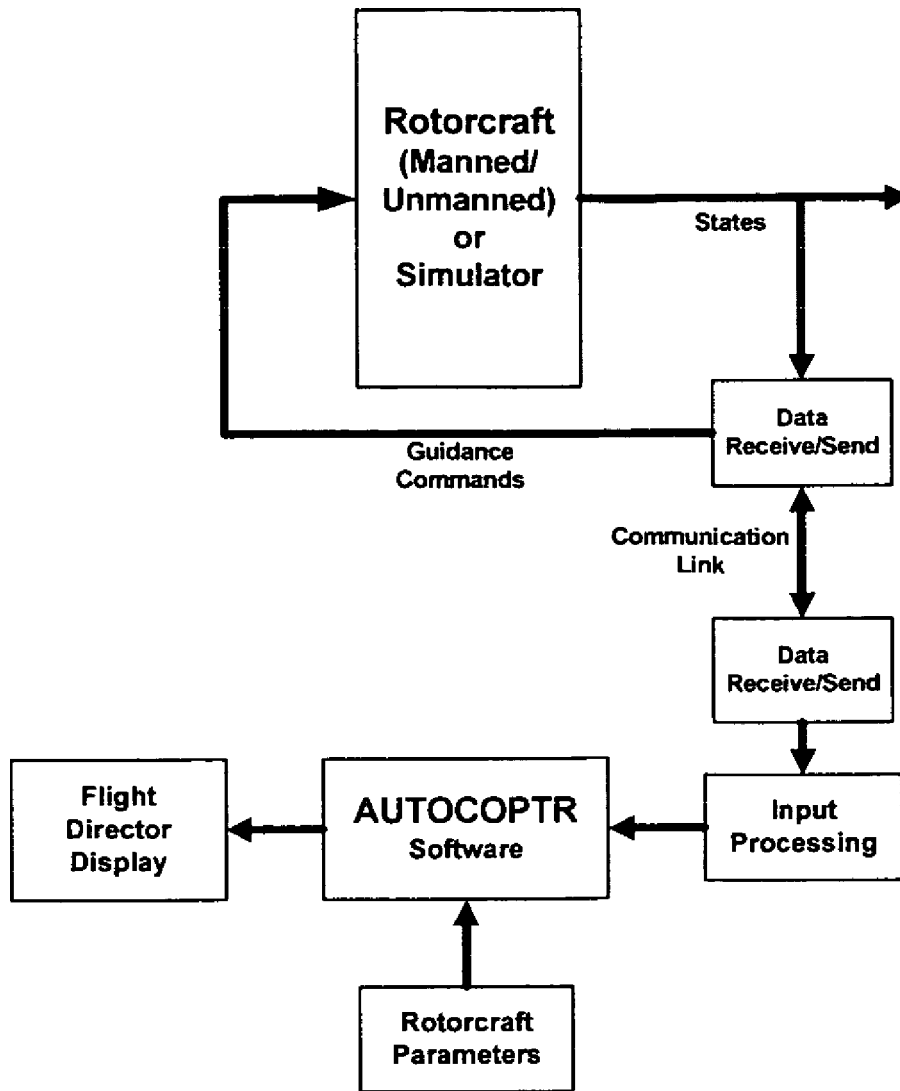 Rotorcraft
(Manned/
Unmanned)
or
Simulator
States
Data
Receive/Send
Guidance
Commands
Communication
Link
Data
Receive/Send
Flight
Director
Display
AUTOCOPTR
Software
Input
Processing
Rotorcraft
Parameters